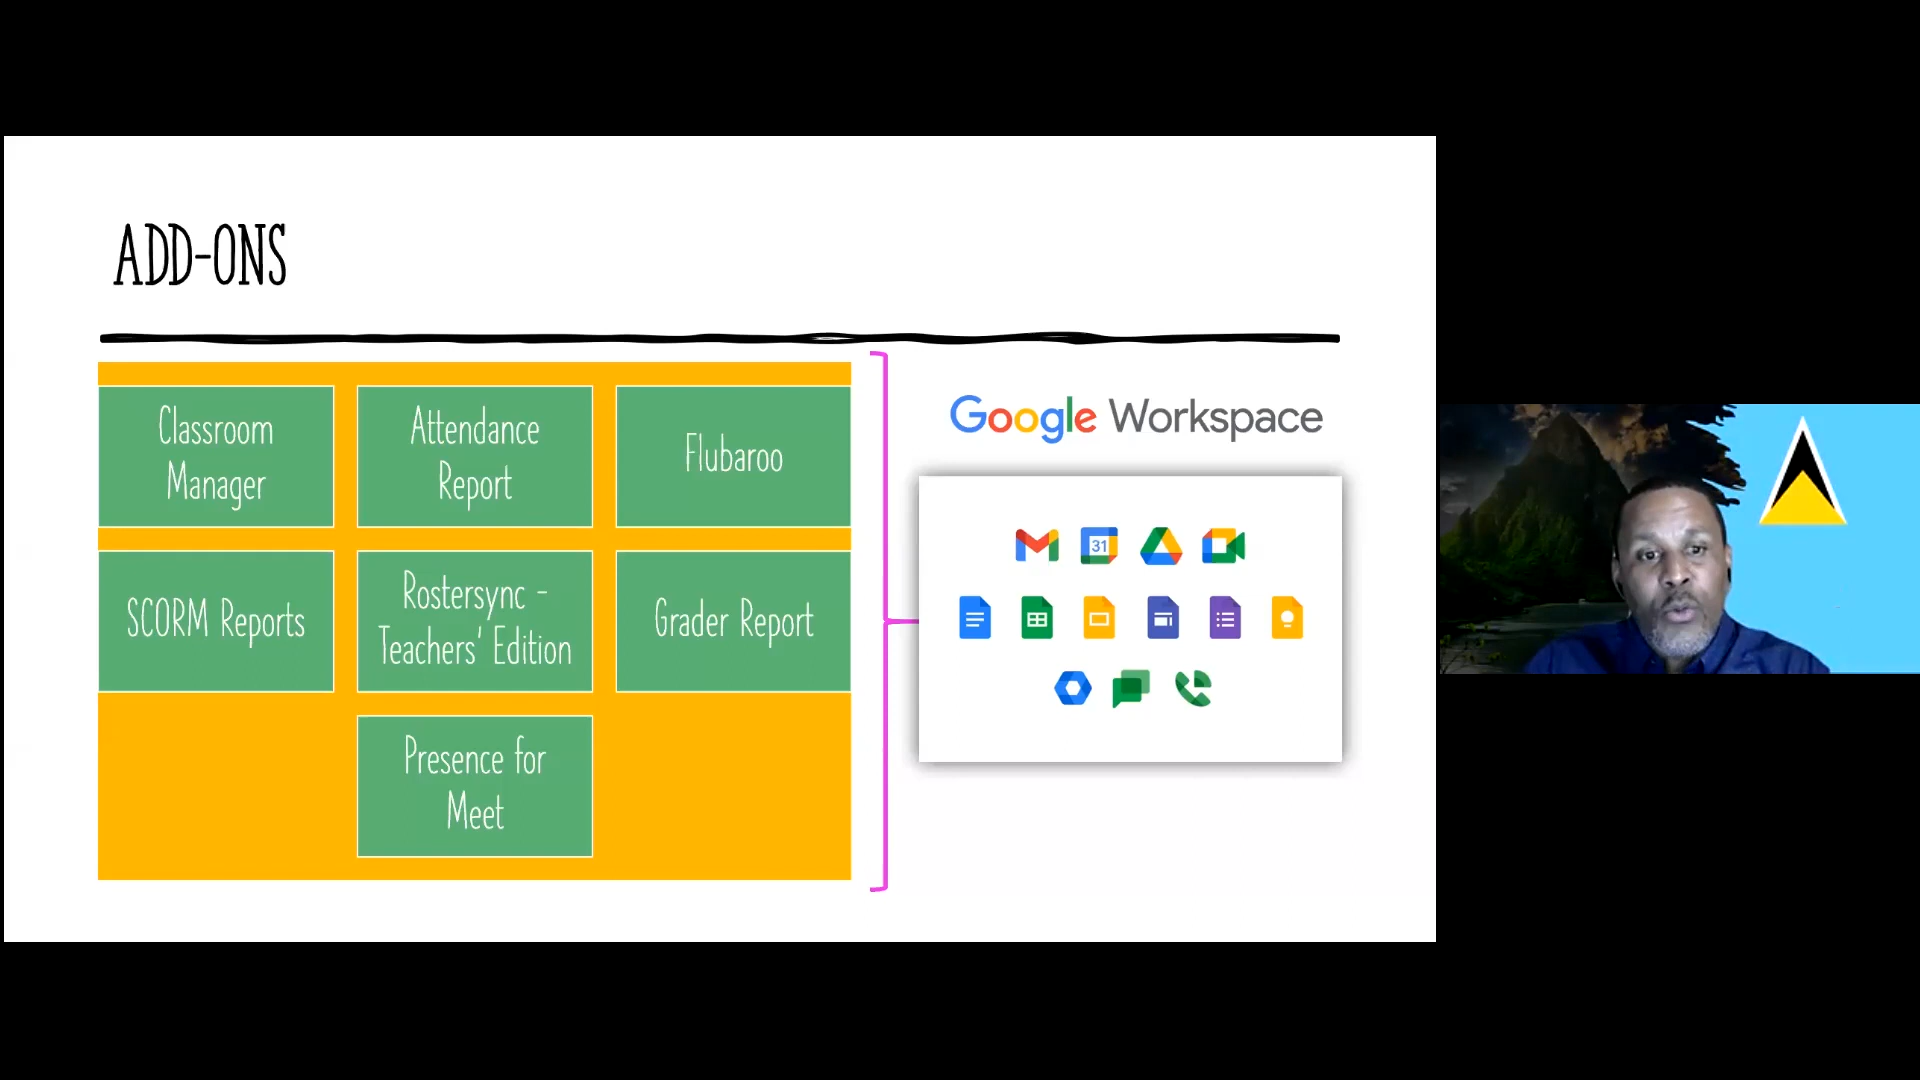 ADD-ONS
Classroom
Manager
Attendance
Report
Flubaroo
SCORM Reports
Rostersync -
Teachers' Edition
Grader Report
Presence for
Meet
Google Workspace
31